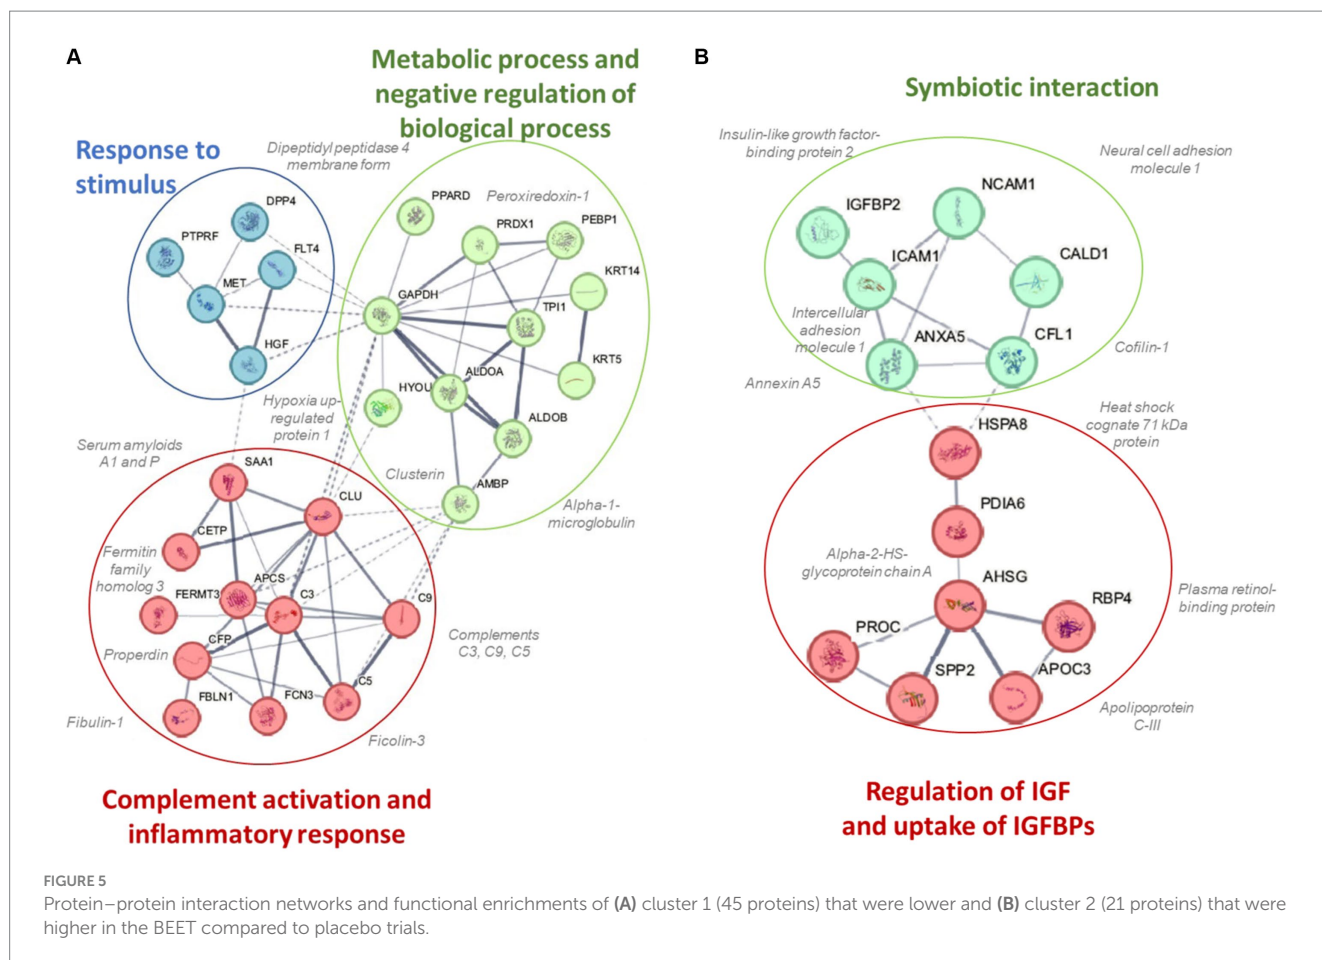 A
Metabolic process and
negative regulation of
biological process
Response to
stimulus
Dipeptidyl peptidase 4
membrane form
DPP4
PTPRF
FLT4
MET
HGF
PPARD
Peroxiredoxin-1
PRDX1
PEBP1
KRT14
GAPDH
TPI1
KRT5
ALDOA
HYOU
ALDOB
AMBP
Hypoxia up-
regulated
protein 1
Clusterin
Alpha-1-
microglobulin
Serum amyloids
A1 and P
SAA1
CLU
CETP
Fermitin
family
homolog 3
APCS
FERMT3
C3
C9
CFP
Properdin
Complements
C3, C9, C5
FBLN1
FCN3
C5
Fibulin-1
Ficolin-3
Complement activation and
inflammatory response
B
Symbiotic interaction
Insulin-like growth factor-
binding protein 2
Neural cell adhesion
molecule 1
NCAM1
IGFBP2
ICAM1
CALD1
Intercellular
adhesion
molecule 1
ANXA5
CFL1
Cofilin-1
Annexin A5
Heat shock
cognate 71 kDa
protein
HSPA8
PDIA6
Alpha-2-HS-
glycoprotein chain A
AHSG
RBP4
Plasma retinol-
binding protein
PROC
SPP2
APOC3
Apolipoprotein
C-III
Regulation of IGF
and uptake of IGFBPs
FIGURE 5
Protein–protein interaction networks and functional enrichments of (A) cluster 1 (45 proteins) that were lower and (B) cluster 2 (21 proteins) that were
higher in the BEET compared to placebo trials.